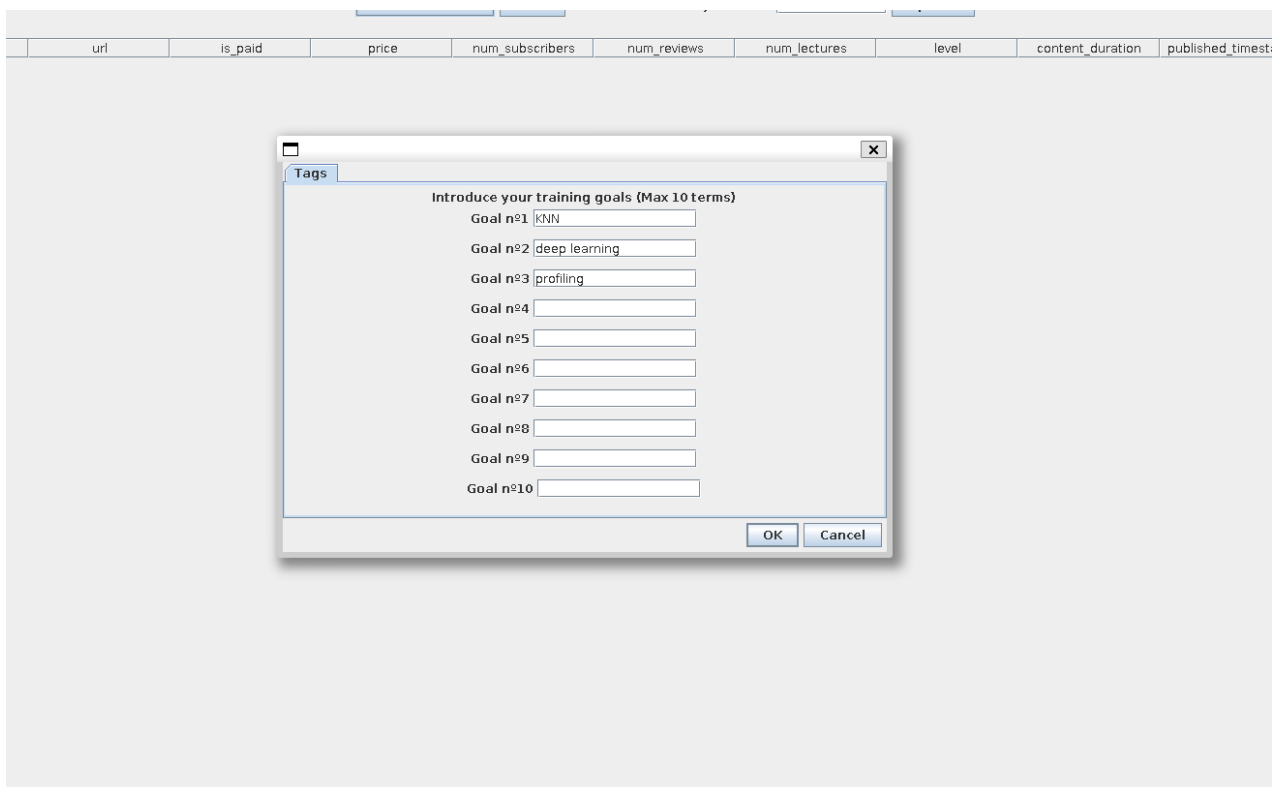 url is_paid price num_subscribers num_reviews num_lectures level content_duration published_timest
Tags
Introduce your training goals (Max 10 terms)
Goal nº1 KNN
Goal nº2 deep learning
Goal nº3 profiling
Goal nº4
Goal nº5
Goal nº6
Goal nº7
Goal nº8
Goal nº9
Goal nº10
OK Cancel